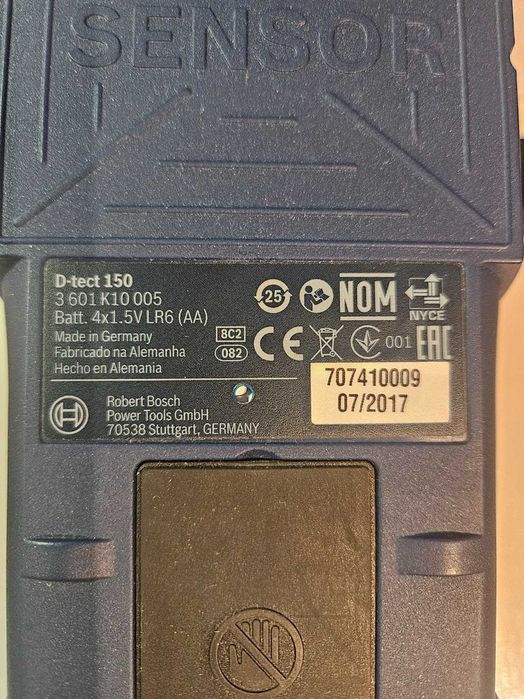 SENSOR
D-tect 150
3 601 K10 005
Batt. 4x1.5V LR6 (AA)
Made in Germany
Fabricado na Alemanha
Hecho en Alemania
8C2
082
25
NOM
NYCE
CE
001
EAC
707410009
07/2017
Robert Bosch
Power Tools GmbH
70538 Stuttgart, GERMANY